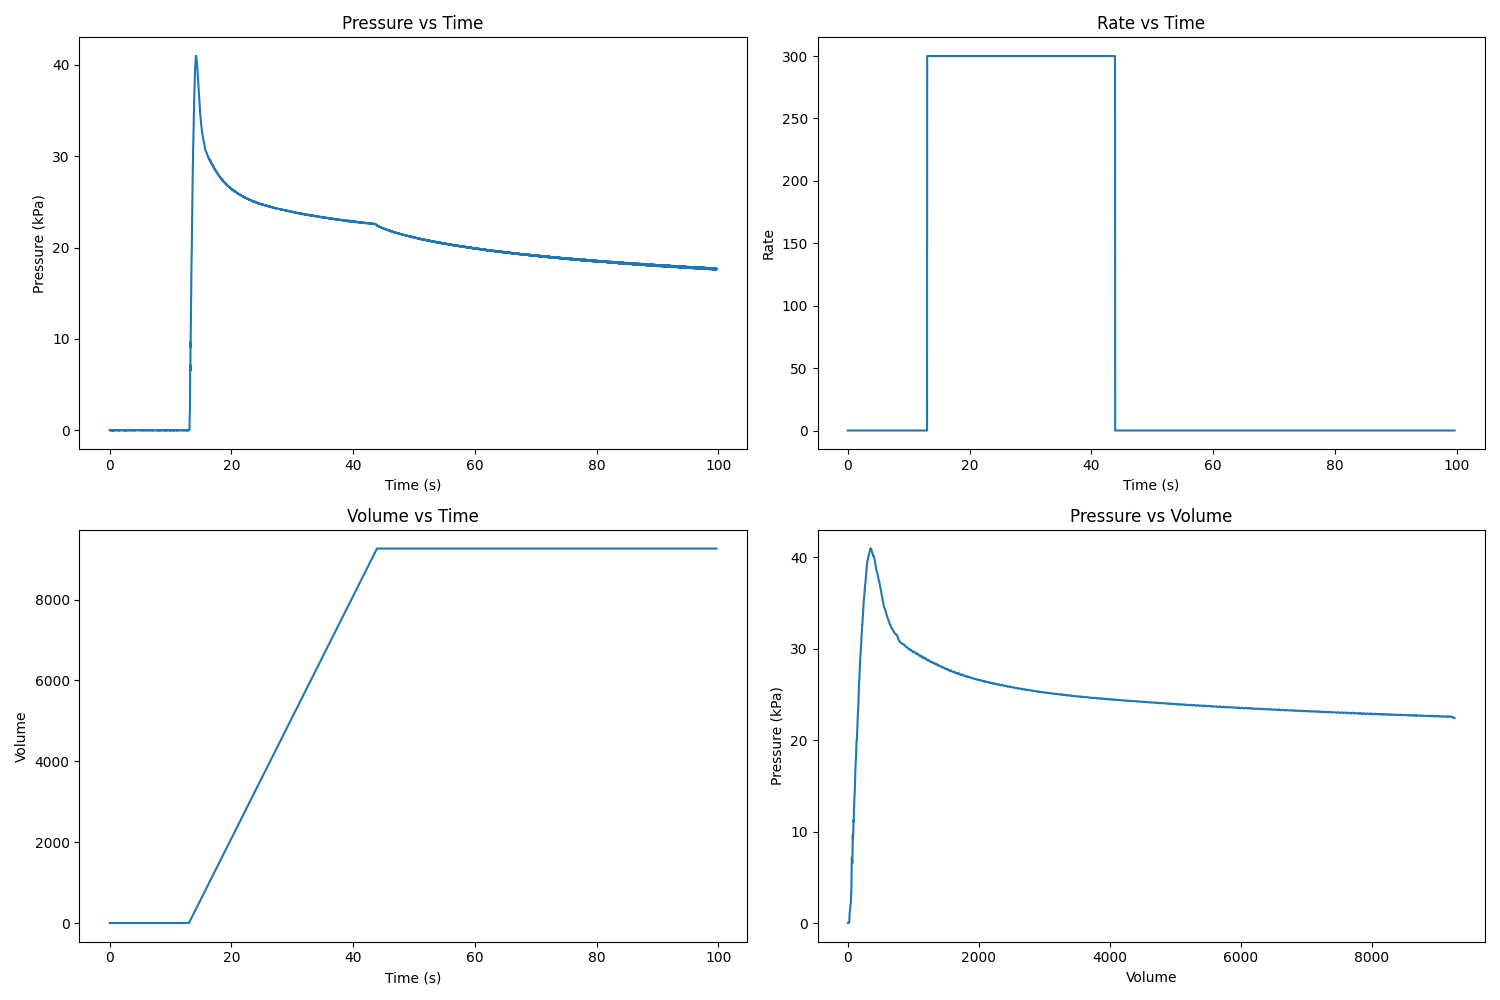 Pressure vs Time
Pressure (kPa)
40
30
20
10
0
0 20 40 60 80 100
Time (s)
Rate vs Time
Rate
300
250
200
150
100
50
0
0 20 40 60 80 100
Time (s)
Volume vs Time
Volume
8000
6000
4000
2000
0
0 20 40 60 80 100
Time (s)
Pressure vs Volume
Pressure (kPa)
40
30
20
10
0
0 2000 4000 6000 8000
Volume